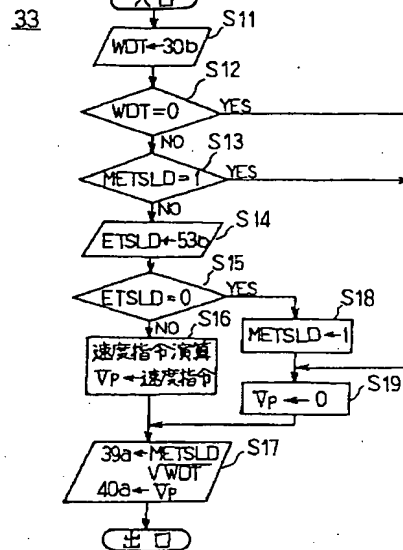 33
入口
S11
WDT←30b
S12
WDT=0
YES
NO
S13
METSLD=1
YES
NO
S14
ETSLD←53b
S15
ETSLD=0
YES
NO
S16
速度指令演算
Vp←速度指令
S18
METSLD←1
S19
Vp←0
S17
39a←METSLD
√WDT
40a←Vp
出口